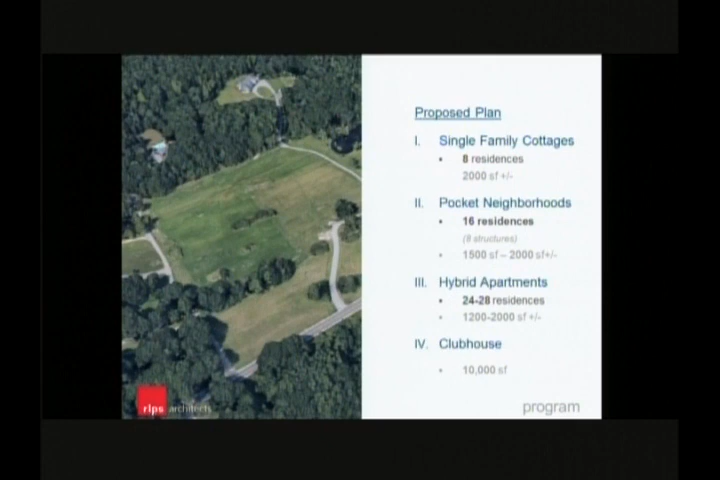 Proposed Plan
I. Single Family Cottages
• 8 residences
2000 sf +/-
II. Pocket Neighborhoods
• 16 residences
(8 structures)
• 1500 sf – 2000 sf+/-
III. Hybrid Apartments
• 24-28 residences
• 1200-2000 sf +/-
IV. Clubhouse
• 10,000 sf
rlps architects
program